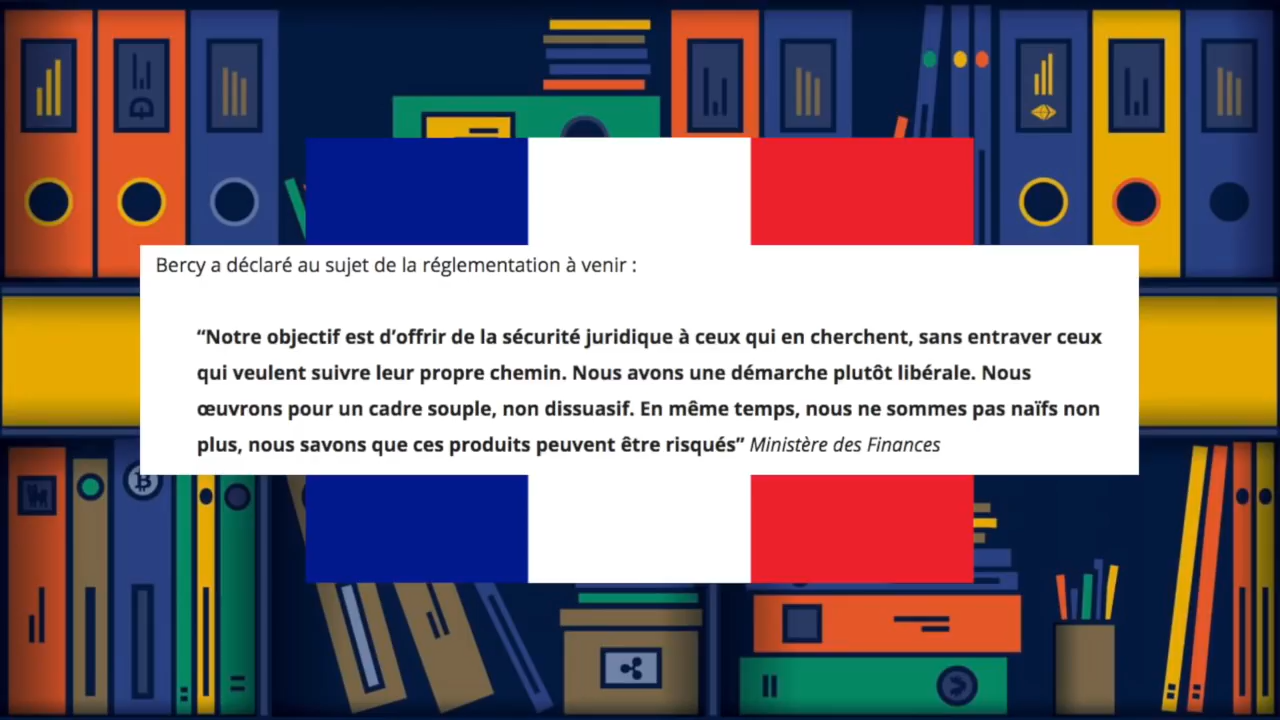 Bercy a déclaré au sujet de la réglementation à venir :
“Notre objectif est d’offrir de la sécurité juridique à ceux qui en cherchent, sans entraver ceux
qui veulent suivre leur propre chemin. Nous avons une démarche plutôt libérale. Nous
œuvrons pour un cadre souple, non dissuasif. En même temps, nous ne sommes pas naïfs non
plus, nous savons que ces produits peuvent être risqués” Ministère des Finances